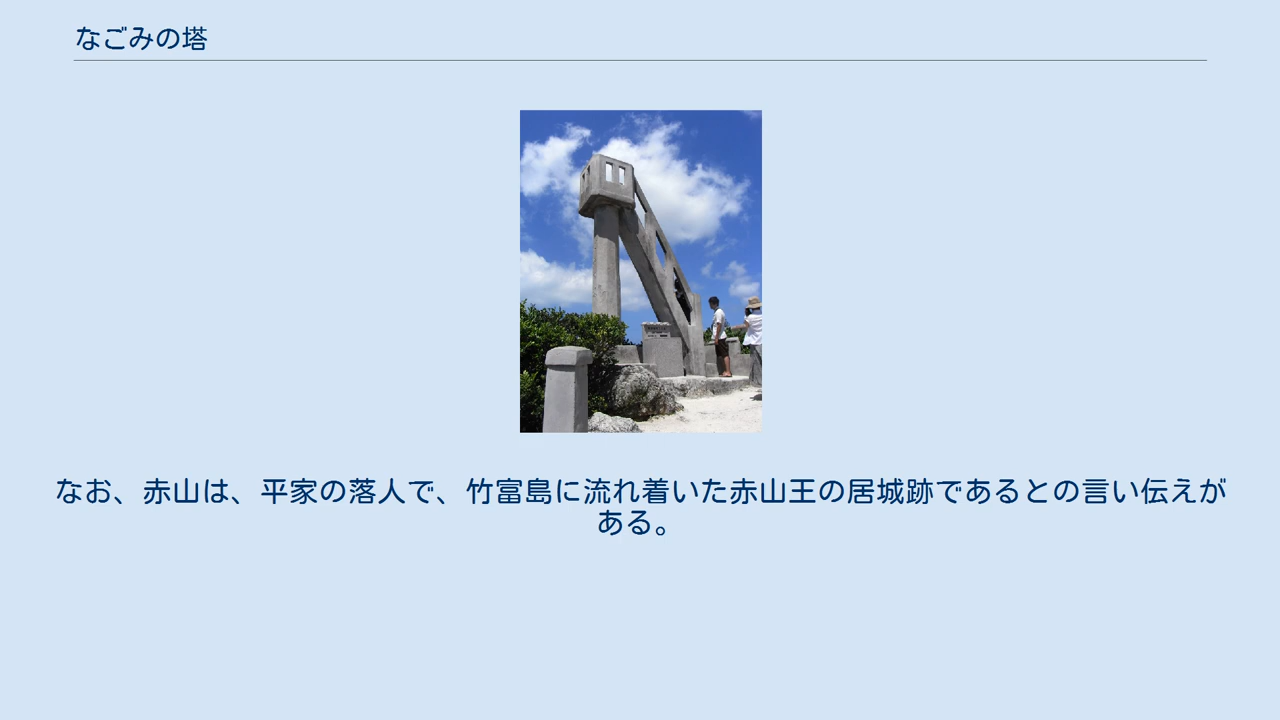 なごみの塔
なお、赤山は、平家の落人で、竹富島に流れ着いた赤山王の居城跡であるとの言い伝えが
ある。